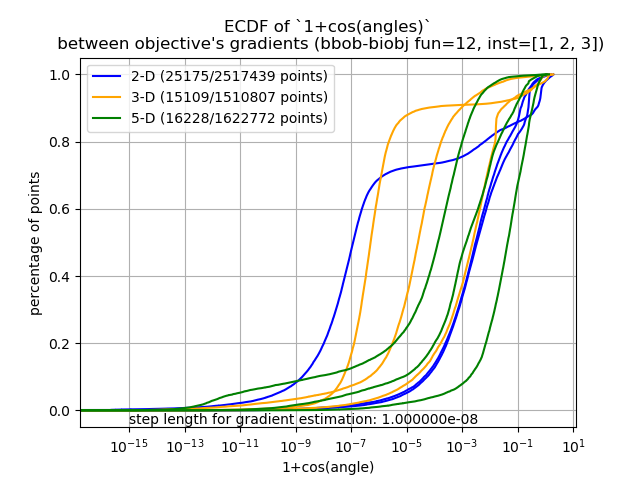 ECDF of `1+cos(angles)`
between objective's gradients (bbob-biobj fun=12, inst=[1, 2, 3])
1.0
0.8
0.6
0.4
0.2
0.0
percentage of points
2-D (25175/2517439 points)
3-D (15109/1510807 points)
5-D (16228/1622772 points)
step length for gradient estimation: 1.000000e-08
10⁻¹⁵ 10⁻¹³ 10⁻¹¹ 10⁻⁹ 10⁻⁷ 10⁻⁵ 10⁻³ 10⁻¹ 10¹
1+cos(angle)